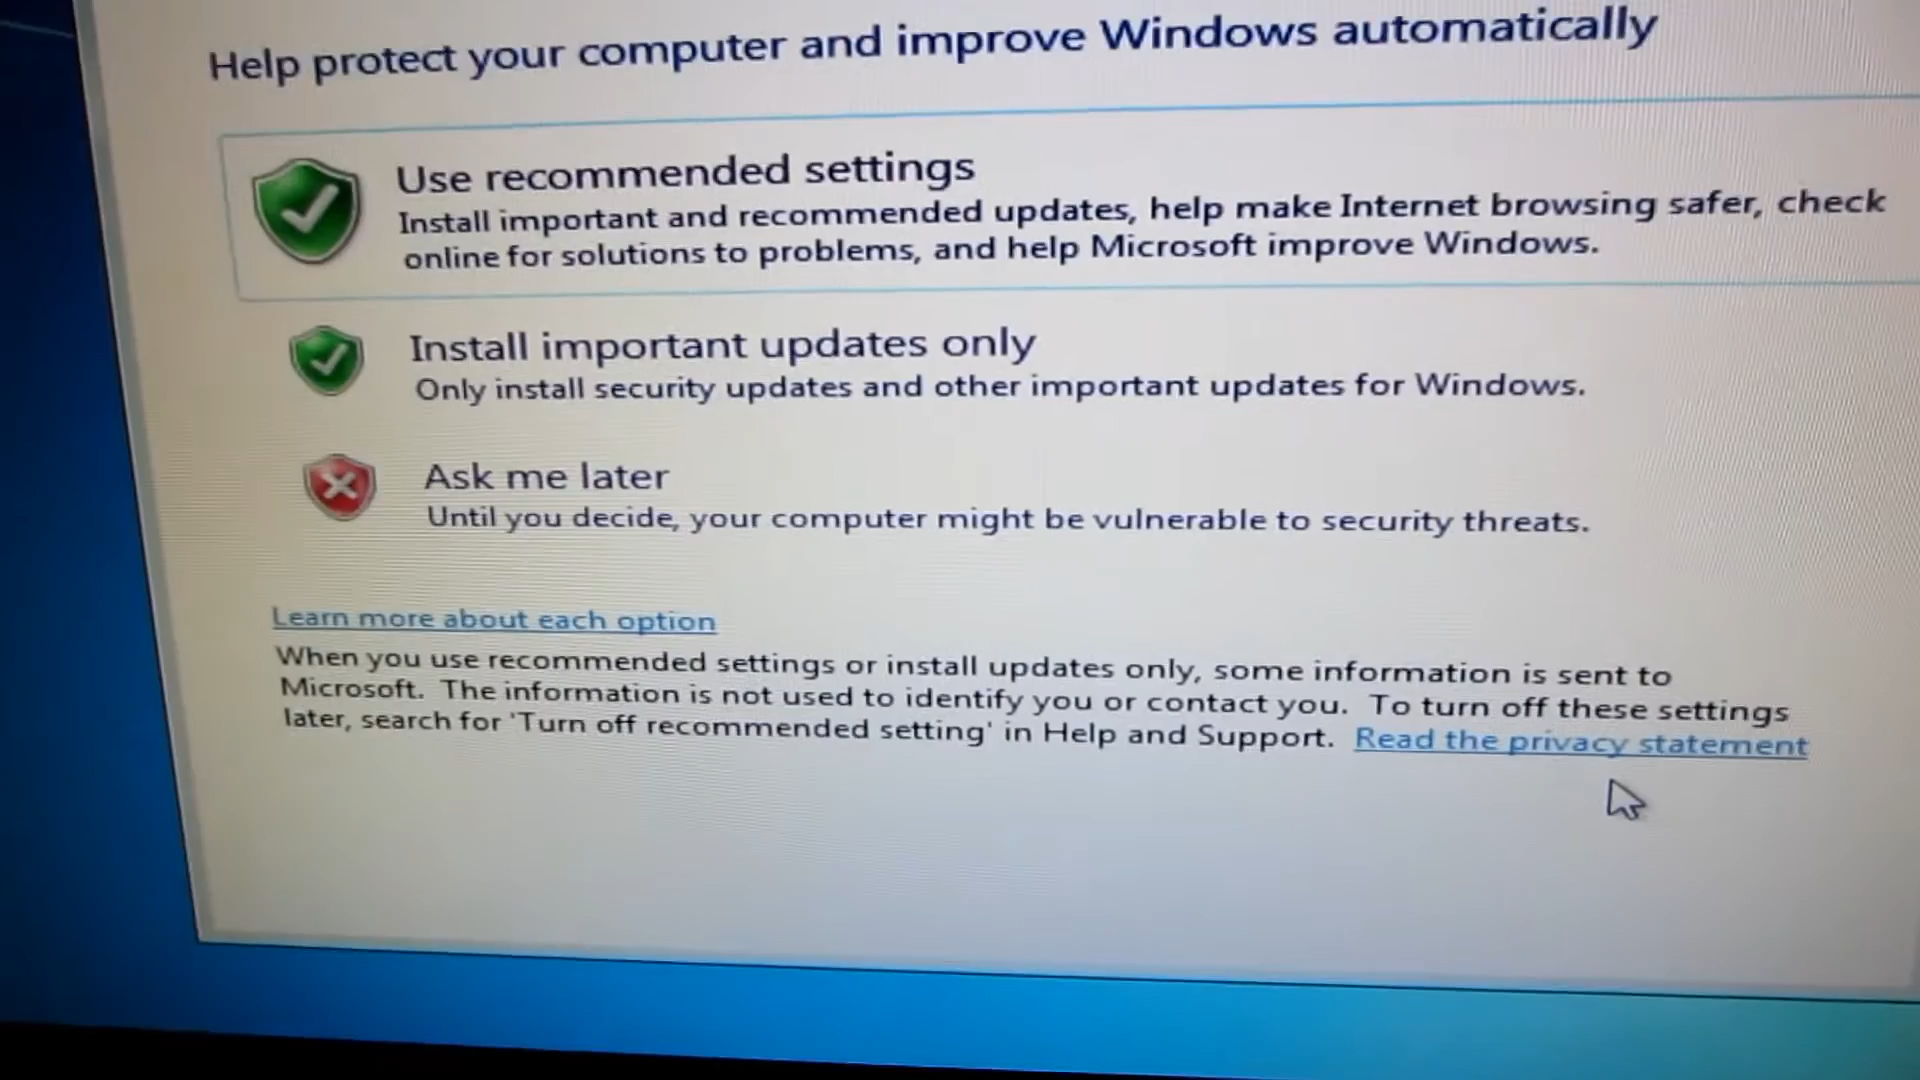 Help protect your computer and improve Windows automatically
Use recommended settings
Install important and recommended updates, help make Internet browsing safer, check
online for solutions to problems, and help Microsoft improve Windows.
Install important updates only
Only install security updates and other important updates for Windows.
Ask me later
Until you decide, your computer might be vulnerable to security threats.
Learn more about each option
When you use recommended settings or install updates only, some information is sent to
Microsoft. The information is not used to identify you or contact you. To turn off these settings
later, search for 'Turn off recommended setting' in Help and Support. Read the privacy statement